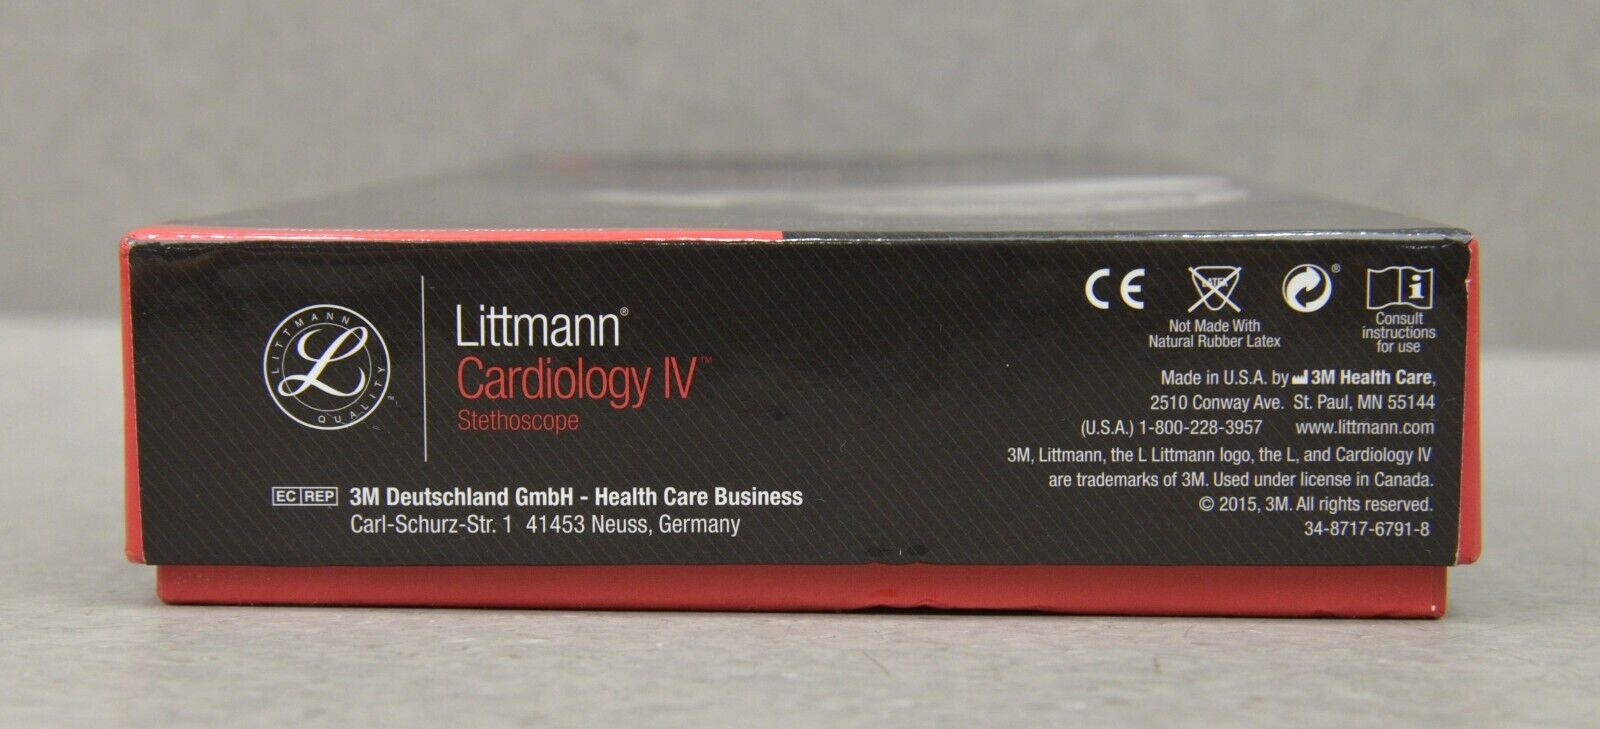 LITTMANN
L
QUALITY™
Littmann®
Cardiology IV™
Stethoscope
EC REP 3M Deutschland GmbH - Health Care Business
Carl-Schurz-Str. 1 41453 Neuss, Germany
CE
LATEX
®
i
Not Made With
Natural Rubber Latex
Consult
instructions
for use
Made in U.S.A. by 3M Health Care,
2510 Conway Ave. St. Paul, MN 55144
(U.S.A.) 1-800-228-3957 www.littmann.com
3M, Littmann, the L Littmann logo, the L, and Cardiology IV
are trademarks of 3M. Used under license in Canada.
© 2015, 3M. All rights reserved.
34-8717-6791-8